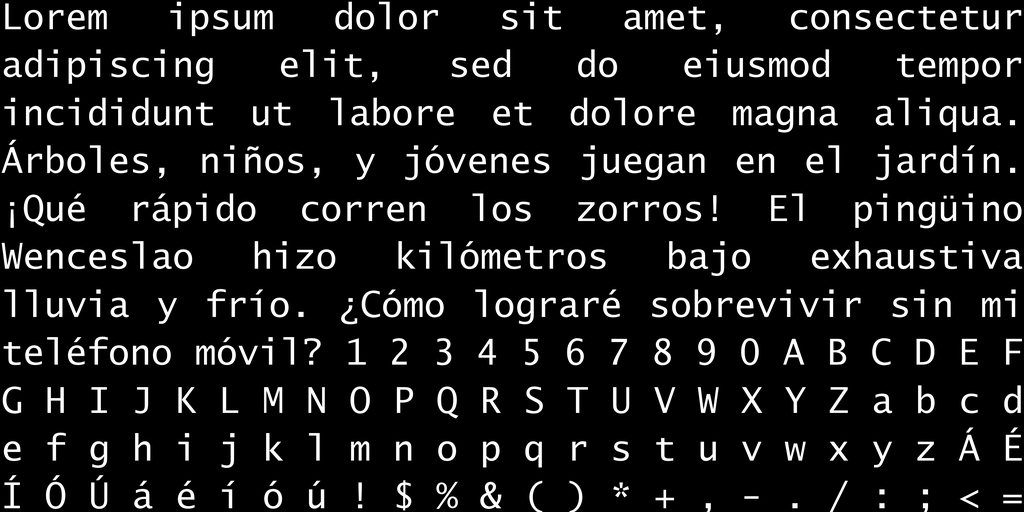 Lorem ipsum dolor sit amet, consectetur
adipiscing elit, sed do eiusmod tempor
incididunt ut labore et dolore magna aliqua.
Árboles, niños, y jóvenes juegan en el jardín.
¡Qué rápido corren los zorros! El pingüino
Wenceslao hizo kilómetros bajo exhaustiva
lluvia y frío. ¿Cómo lograré sobrevivir sin mi
teléfono móvil? 1 2 3 4 5 6 7 8 9 0 A B C D E F
G H I J K L M N O P Q R S T U V W X Y Z a b c d
e f g h i j k l m n o p q r s t u v w x y z Á É
Í Ó Ú á é í ó ú ! $ % & ( ) * + , - . / : ; < =